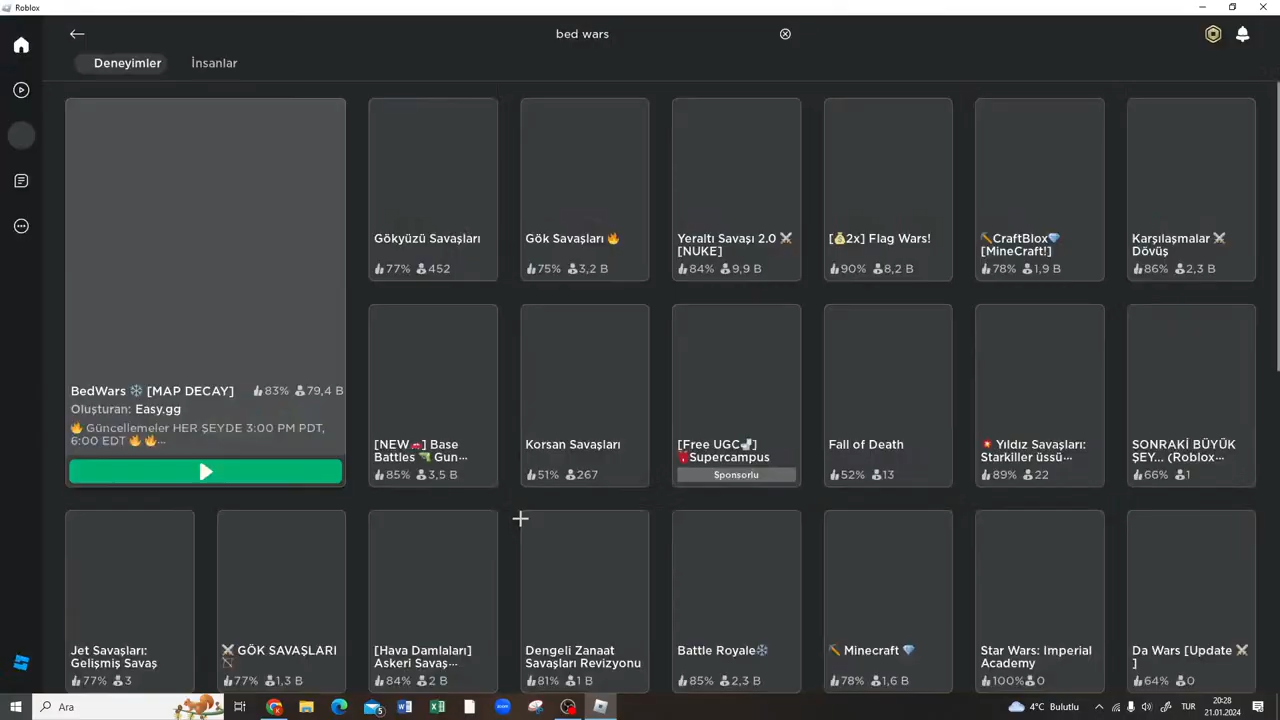 Roblox
bed wars
Deneyimler
İnsanlar
BedWars ❄️ [MAP DECAY] 83% 79,4 B
Oluşturan: Easy.gg
🔥 Güncellemeler HER ŞEYDE 3:00 PM PDT,
6:00 EDT 🔥🔥...
Gökyüzü Savaşları
77% 452
Gök Savaşları 🔥
75% 3,2 B
Yeraltı Savaşı 2.0 ⚔️
[NUKE]
84% 9,9 B
[💰2x] Flag Wars!
90% 8,2 B
⛏️CraftBlox💎
[MineCraft!]
78% 1,9 B
Karşılaşmalar ⚔️
Dövüş
86% 2,3 B
[NEW🚗] Base
Battles 🔫 Gun...
85% 3,5 B
Korsan Savaşları
51% 267
[Free UGC🚽]
Supercampus
Sponsorlu
Fall of Death
52% 13
💥 Yıldız Savaşları:
Starkiller üssü...
89% 22
SONRAKİ BÜYÜK
ŞEY... (Roblox...
66% 1
Jet Savaşları:
Gelişmiş Savaş
77% 3
⚔️ GÖK SAVAŞLARI
🏹
77% 1,3 B
[Hava Damlaları]
Askeri Savaş...
84% 2 B
Dengeli Zanaat
Savaşları Revizyonu
81% 1 B
Battle Royale❄️
85% 2,3 B
⛏️ Minecraft 💎
78% 1,6 B
Star Wars: Imperial
Academy
100% 0
Da Wars [Update ⚔️
]
64% 0
Ara
4°C Bulutlu
TUR
20:28
21.01.2024